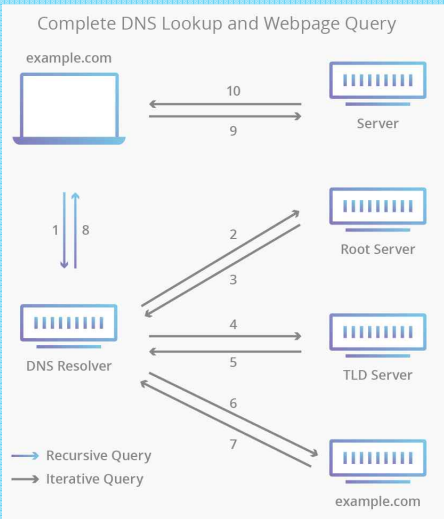 Complete DNS Lookup and Webpage Query
example.com
10
9
Server
1
8
2
3
Root Server
DNS Resolver
4
5
TLD Server
6
7
Recursive Query
Iterative Query
example.com